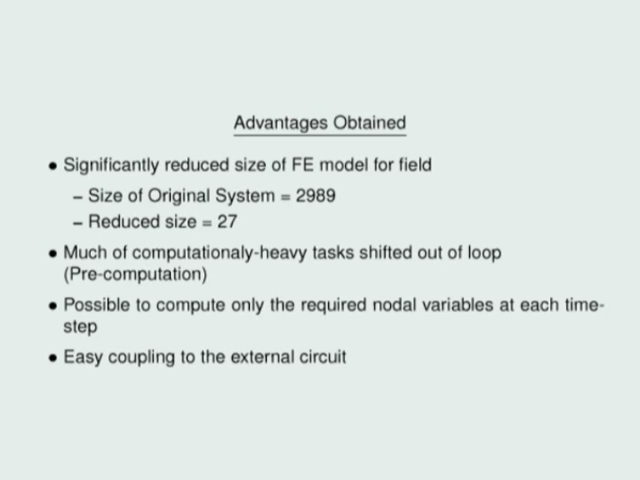 Advantages Obtained
• Significantly reduced size of FE model for field
– Size of Original System = 2989
– Reduced size = 27
• Much of computationaly-heavy tasks shifted out of loop
(Pre-computation)
• Possible to compute only the required nodal variables at each time-
step
• Easy coupling to the external circuit